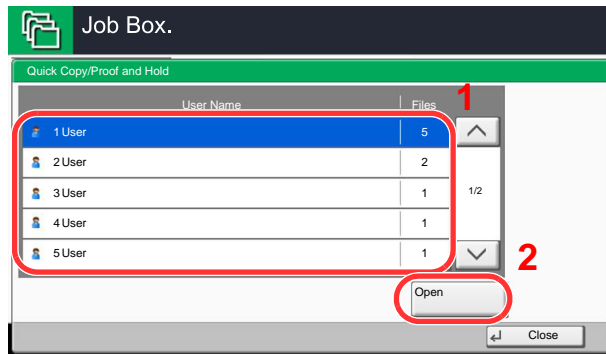 Job Box.
Quick Copy/Proof and Hold
User Name Files 1
1 User 5
2 User 2
3 User 1 1/2
4 User 1
5 User 1
2
Open
Close